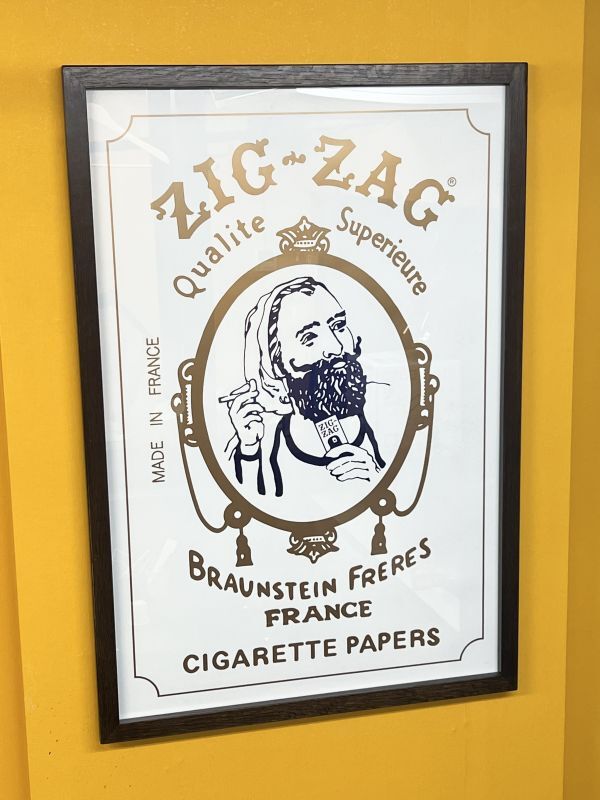 ZIG~ZAG®
Qualite Superieure
MADE IN FRANCE
ZIG-
ZAG
BRAUNSTEIN FRERES
FRANCE
CIGARETTE PAPERS